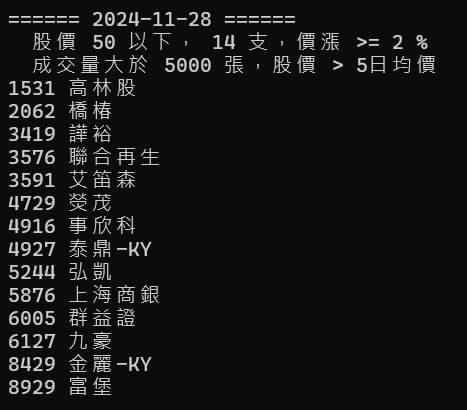 ====== 2024-11-28 ======
股價 50 以下， 14 支，價漲 >= 2 %
成交量大於 5000 張，股價 > 5日均價
1531 高林股
2062 橋椿
3419 譁裕
3576 聯合再生
3591 艾笛森
4729 熒茂
4916 事欣科
4927 泰鼎-KY
5244 弘凱
5876 上海商銀
6005 群益證
6127 九豪
8429 金麗-KY
8929 富堡